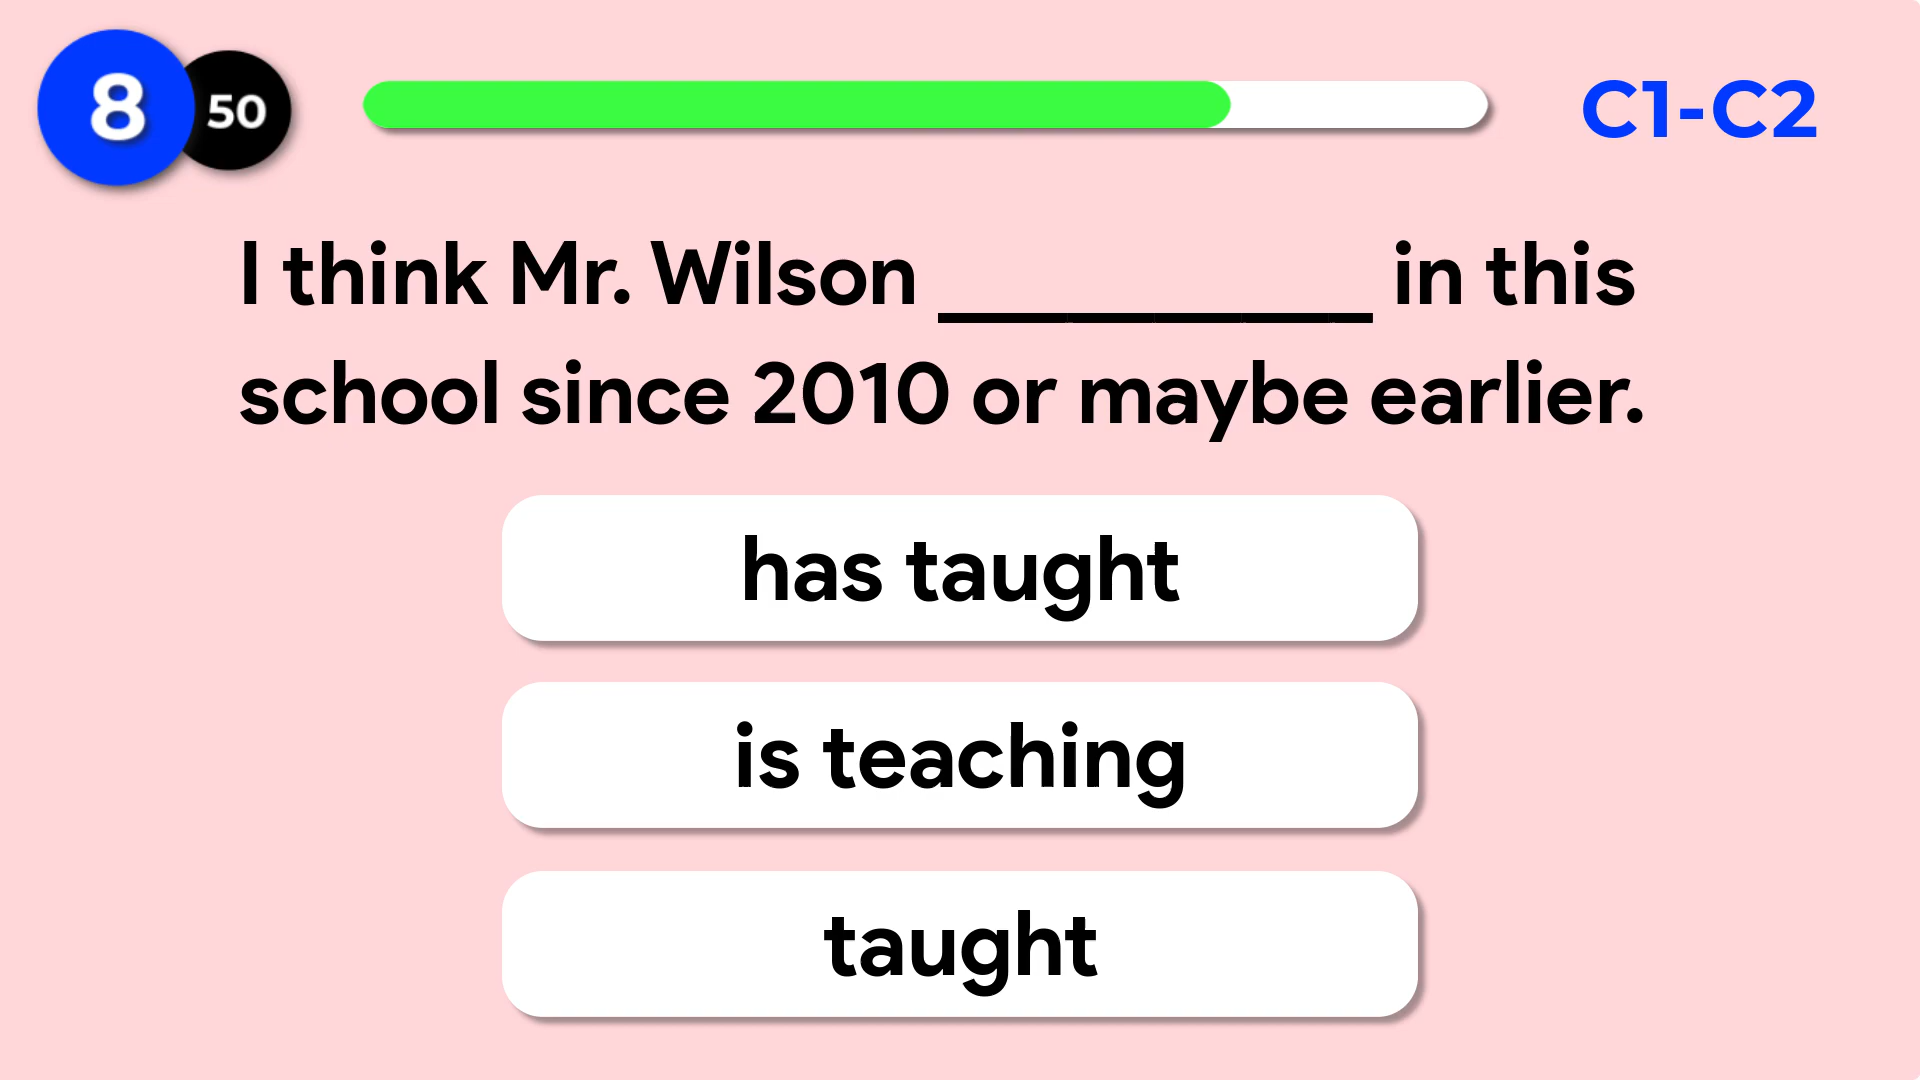 8 50 C1-C2
I think Mr. Wilson __________ in this
school since 2010 or maybe earlier.
has taught
is teaching
taught